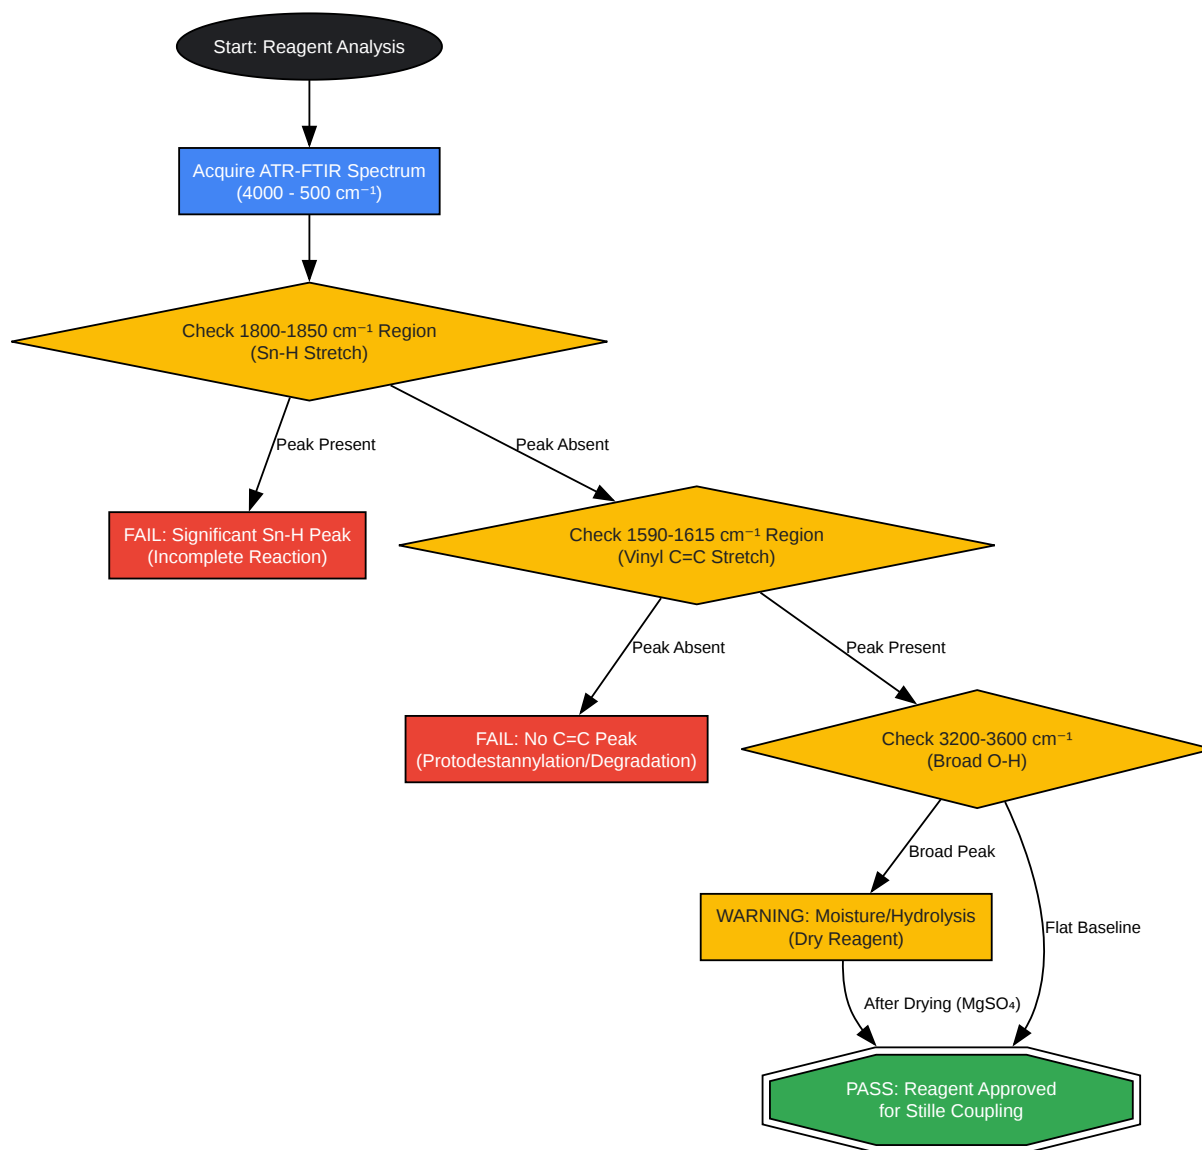 Start: Reagent Analysis
Acquire ATR-FTIR Spectrum
(4000 - 500 cm⁻¹)
Check 1800-1850 cm⁻¹ Region
(Sn-H Stretch)
Peak Present
Peak Absent
FAIL: Significant Sn-H Peak
(Incomplete Reaction)
Check 1590-1615 cm⁻¹ Region
(Vinyl C=C Stretch)
Peak Absent
Peak Present
FAIL: No C=C Peak
(Protodestannylation/Degradation)
Check 3200-3600 cm⁻¹
(Broad O-H)
Broad Peak
WARNING: Moisture/Hydrolysis
(Dry Reagent)
Flat Baseline
After Drying (MgSO₄)
PASS: Reagent Approved
for Stille Coupling